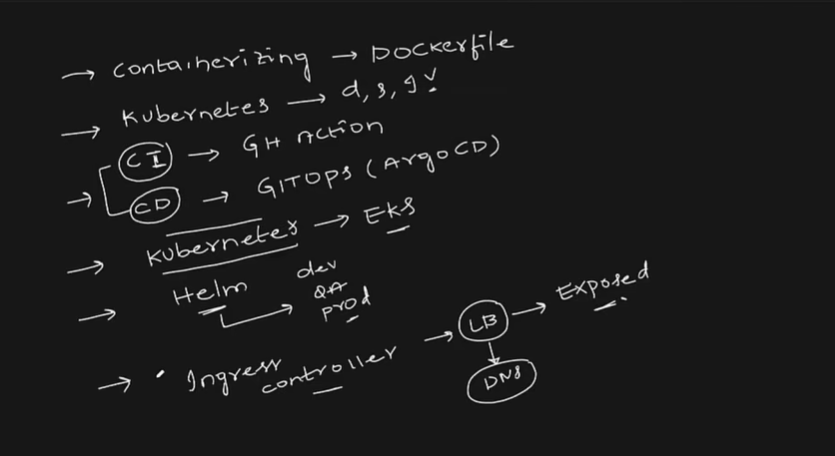 → Containerizing → DOCKerfile
→ Kubernetes → d, s, g
→ CI → GH Action
CD → GITOps (ArgoCD)
→ Kubernetes → EKS
→ Helm → dev
QA
prod
→ • Ingress controller → LB → Exposed
DNS